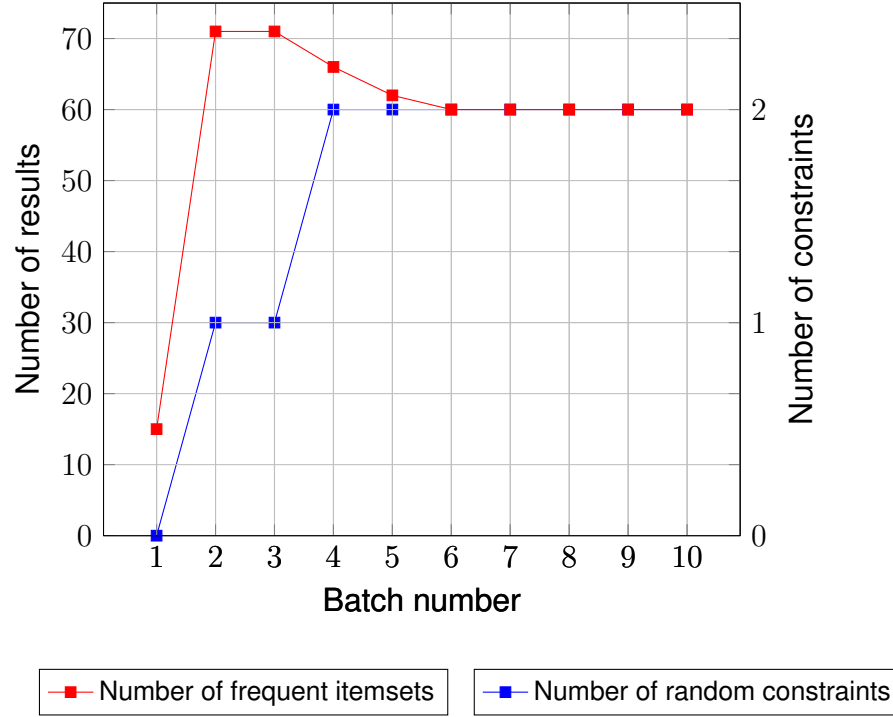 70
60
50
40
30
20
10
0
Number of results
2
1
0
Number of constraints
1 2 3 4 5 6 7 8 9 10
Batch number
Number of frequent itemsets
Number of random constraints